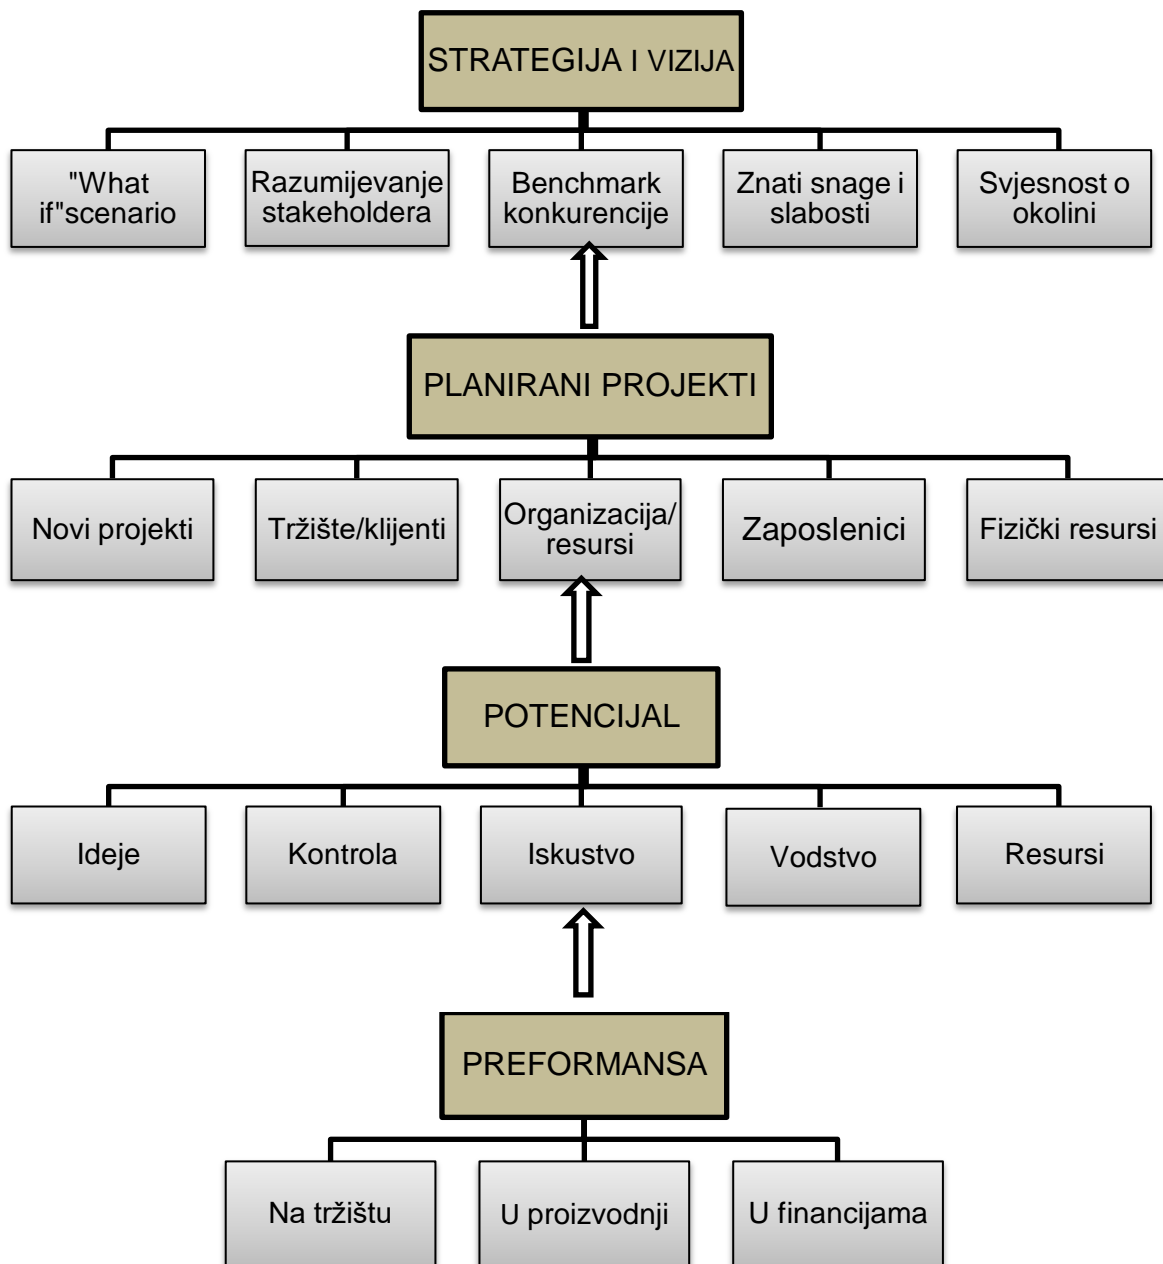 STRATEGIJA I VIZIJA
"What
if"scenario
Razumijevanje
stakeholdera
Benchmark
konkurencije
Znati snage i
slabosti
Svjesnost o
okolini
PLANIRANI PROJEKTI
Novi projekti
Tržište/klijenti
Organizacija/
resursi
Zaposlenici
Fizički resursi
POTENCIJAL
Ideje
Kontrola
Iskustvo
Vodstvo
Resursi
PREFORMANSA
Na tržištu
U proizvodnji
U financijama